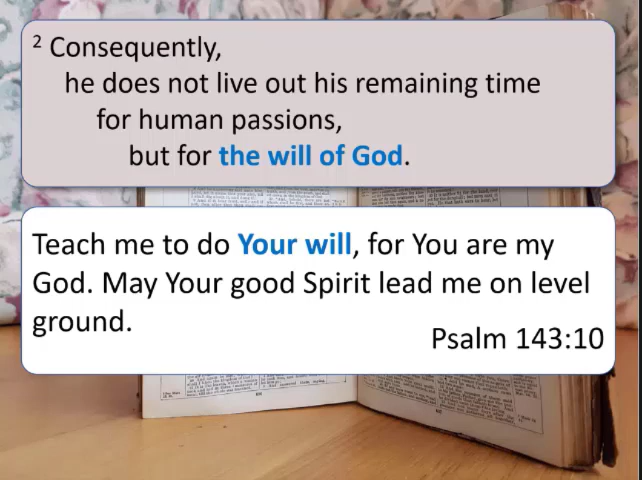 2 Consequently,
he does not live out his remaining time
for human passions,
but for the will of God.
Teach me to do Your will, for You are my
God. May Your good Spirit lead me on level
ground.
Psalm 143:10